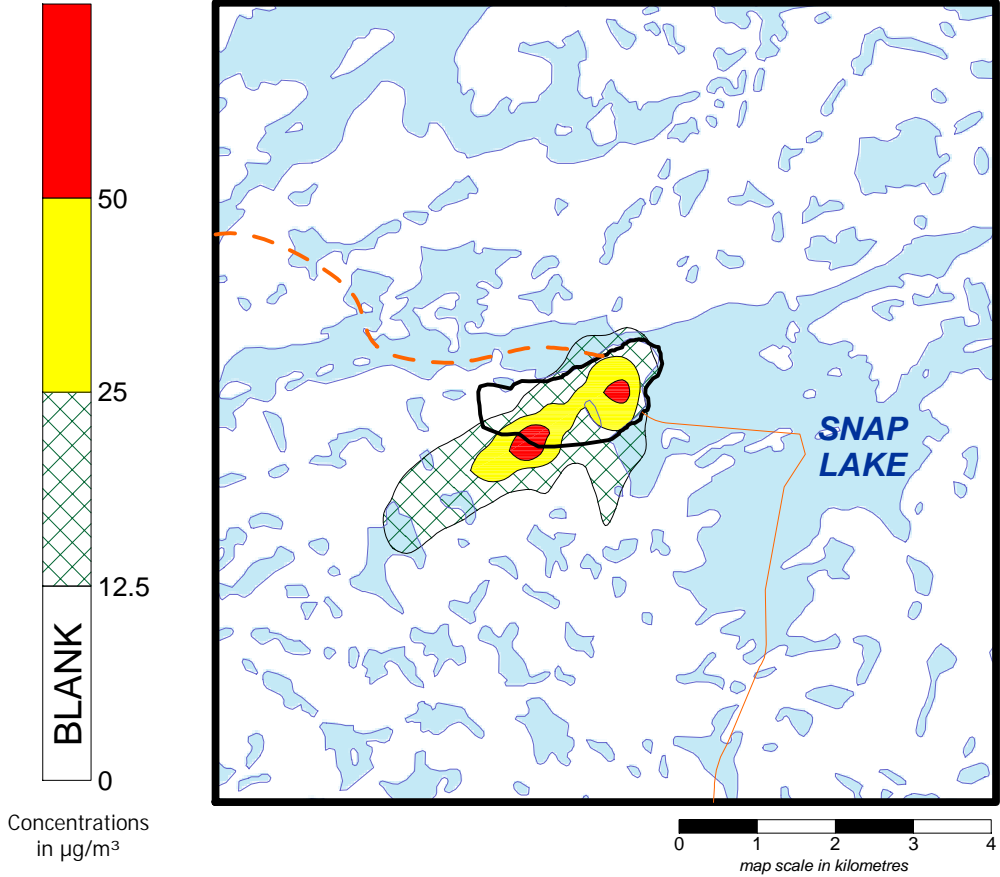 50
25
12.5
BLANK
0
Concentrations
in µg/m³
SNAP
LAKE
0 1 2 3 4
map scale in kilometres